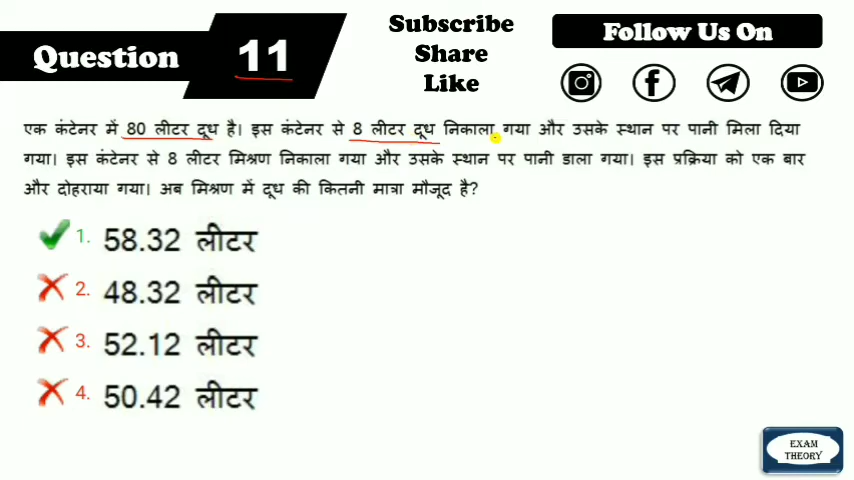 Question 11
Subscribe
Share
Like
Follow Us On
एक कंटेनर में 80 लीटर दूध है। इस कंटेनर से 8 लीटर दूध निकाला गया और उसके स्थान पर पानी मिला दिया
गया। इस कंटेनर से 8 लीटर मिश्रण निकाला गया और उसके स्थान पर पानी डाला गया। इस प्रक्रिया को एक बार
और दोहराया गया। अब मिश्रण में दूध की कितनी मात्रा मौजूद है?
1. 58.32 लीटर
2. 48.32 लीटर
3. 52.12 लीटर
4. 50.42 लीटर
EXAM
THEORY